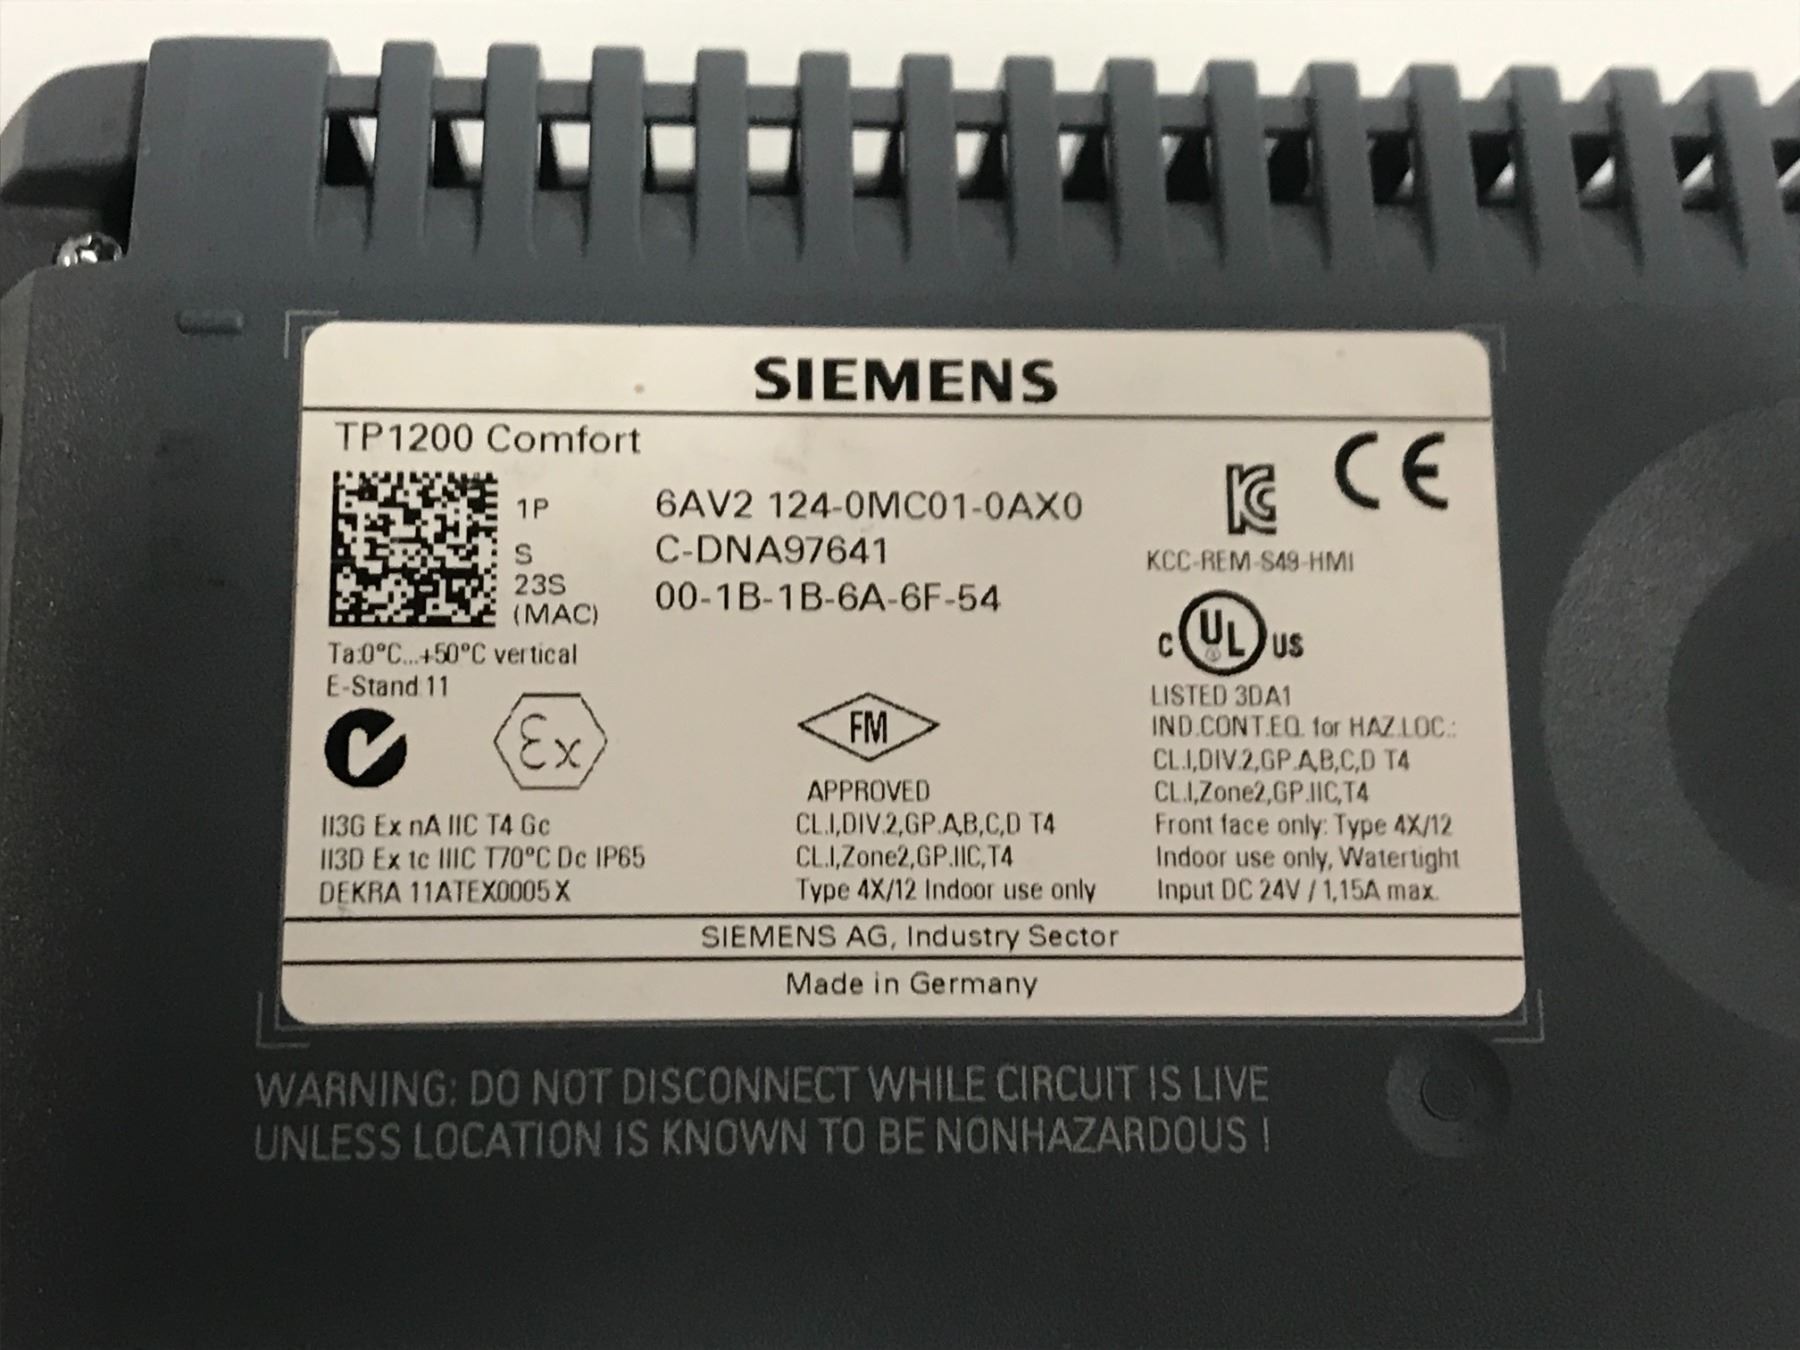 SIEMENS
TP1200 Comfort
1P 6AV2 124-0MC01-0AX0
S C-DNA97641
23S
(MAC) 00-1B-1B-6A-6F-54
KCC-REM-S49-HMI
CE
Ta:0°C...+50°C vertical
E-Stand 11
Ex
II3G Ex nA IIC T4 Gc
II3D Ex tc IIIC T70°C Dc IP65
DEKRA 11ATEX0005 X
FM
APPROVED
CL.I,DIV.2,GP.A,B,C,D T4
CL.I,Zone2,GP.IIC,T4
Type 4X/12 Indoor use only
C UL US
LISTED 3DA1
IND.CONT.EQ. for HAZ.LOC.:
CL.I,DIV.2,GP.A,B,C,D T4
CL.I,Zone2,GP.IIC,T4
Front face only: Type 4X/12
Indoor use only, Watertight
Input DC 24V / 1,15A max.
SIEMENS AG, Industry Sector
Made in Germany
WARNING: DO NOT DISCONNECT WHILE CIRCUIT IS LIVE
UNLESS LOCATION IS KNOWN TO BE NONHAZARDOUS !